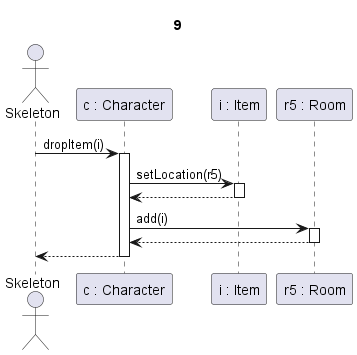 9
Skeleton
c : Character
i : Item
r5 : Room
dropItem(i)
setLocation(r5)
add(i)
Skeleton
c : Character
i : Item
r5 : Room